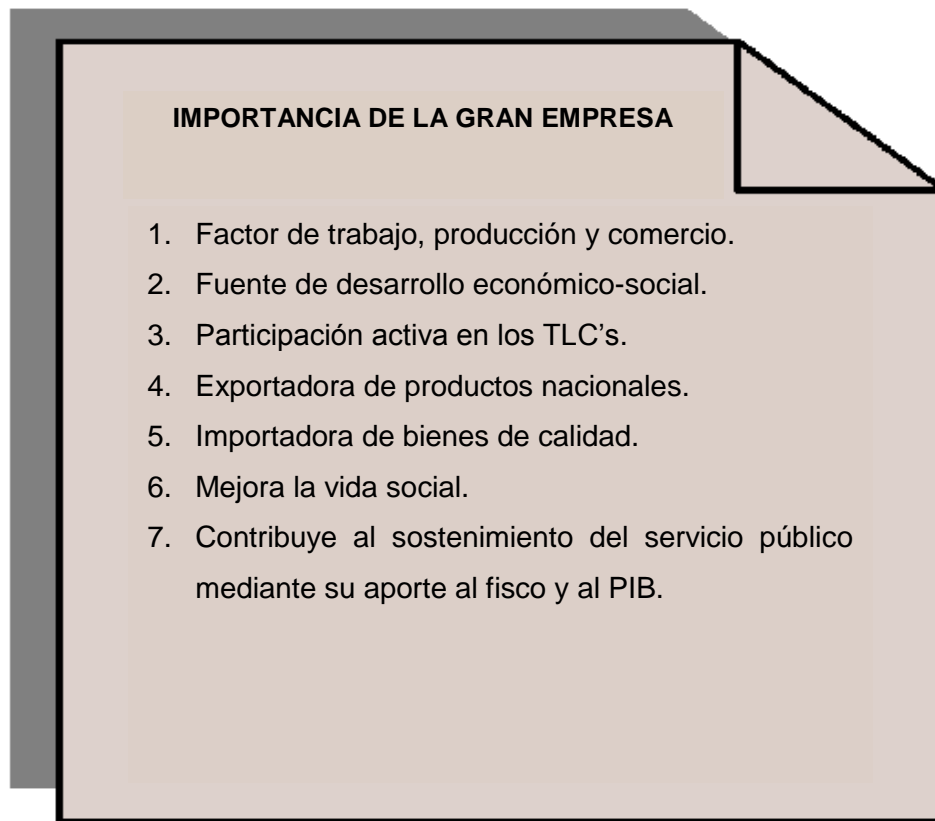 IMPORTANCIA DE LA GRAN EMPRESA
1. Factor de trabajo, producción y comercio.
2. Fuente de desarrollo económico-social.
3. Participación activa en los TLC’s.
4. Exportadora de productos nacionales.
5. Importadora de bienes de calidad.
6. Mejora la vida social.
7. Contribuye al sostenimiento del servicio público
mediante su aporte al fisco y al PIB.